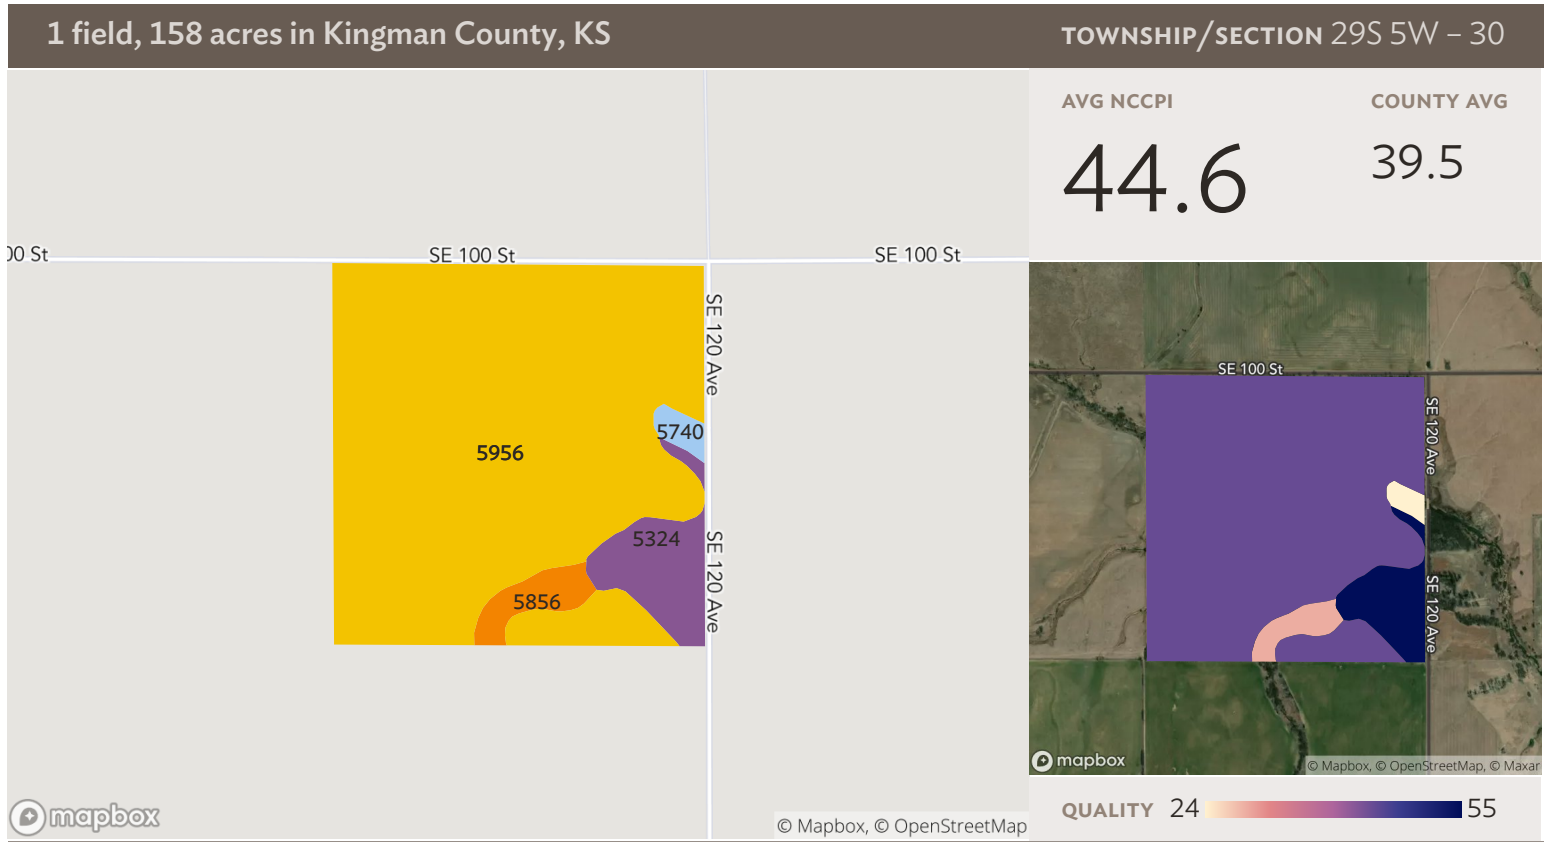 1 field, 158 acres in Kingman County, KS
TOWNSHIP/SECTION 29S 5W – 30
AVG NCCPI
COUNTY AVG
44.6
39.5
00 St
SE 100 St
SE 100 St
SE 120 Ave
5740
5956
5324
SE 120 Ave
5856
mapbox
© Mapbox, © OpenStreetMap
SE 100 St
SE 120 Ave
SE 120 Ave
mapbox
© Mapbox, © OpenStreetMap, © Maxar
QUALITY 24 55